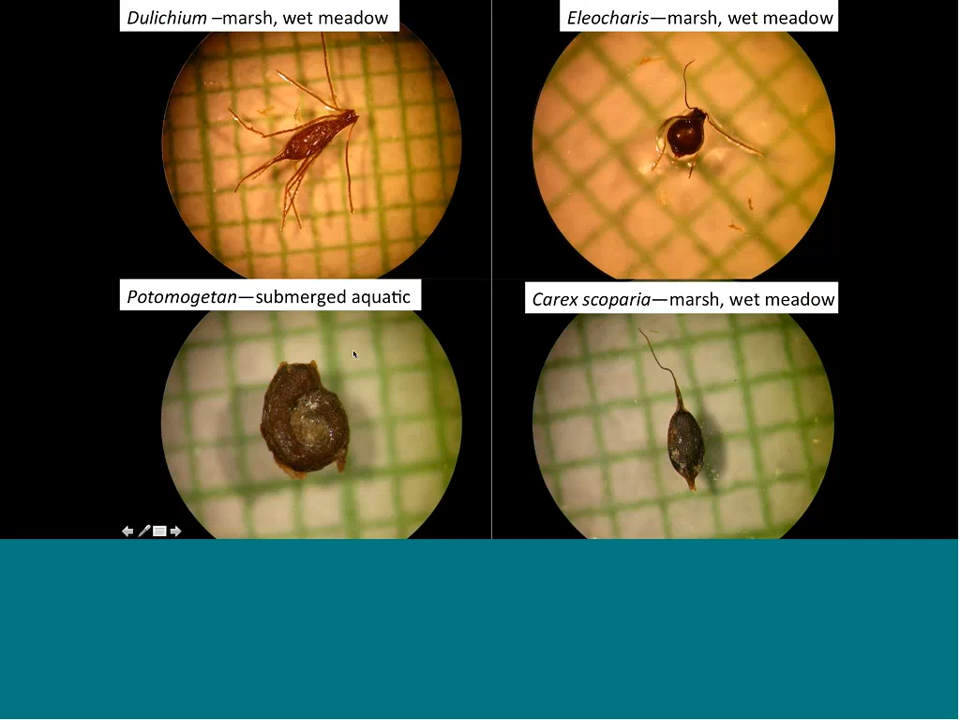 Dulichium –marsh, wet meadow
Eleocharis—marsh, wet meadow
Potomogetan—submerged aquatic
Carex scoparia—marsh, wet meadow